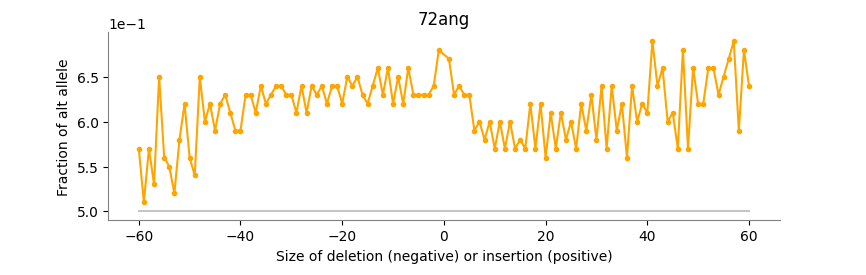 72ang
1e−1
6.5
6.0
5.5
5.0
Fraction of alt allele
−60 −40 −20 0 20 40 60
Size of deletion (negative) or insertion (positive)